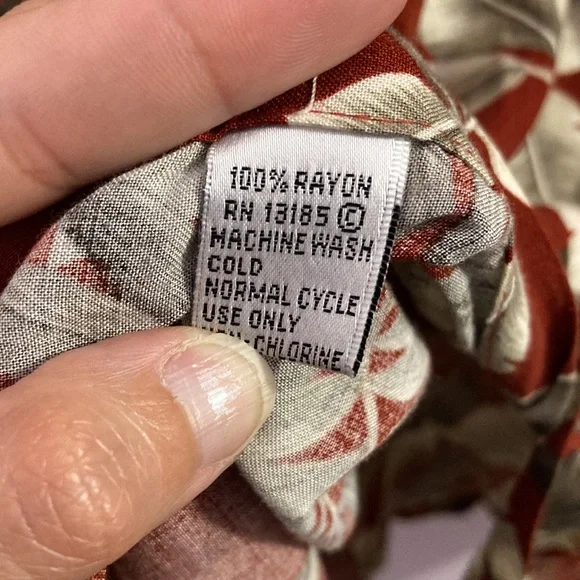 100% RAYON
RN 13185 ©
MACHINE WASH
COLD
NORMAL CYCLE
USE ONLY
CHLORINE